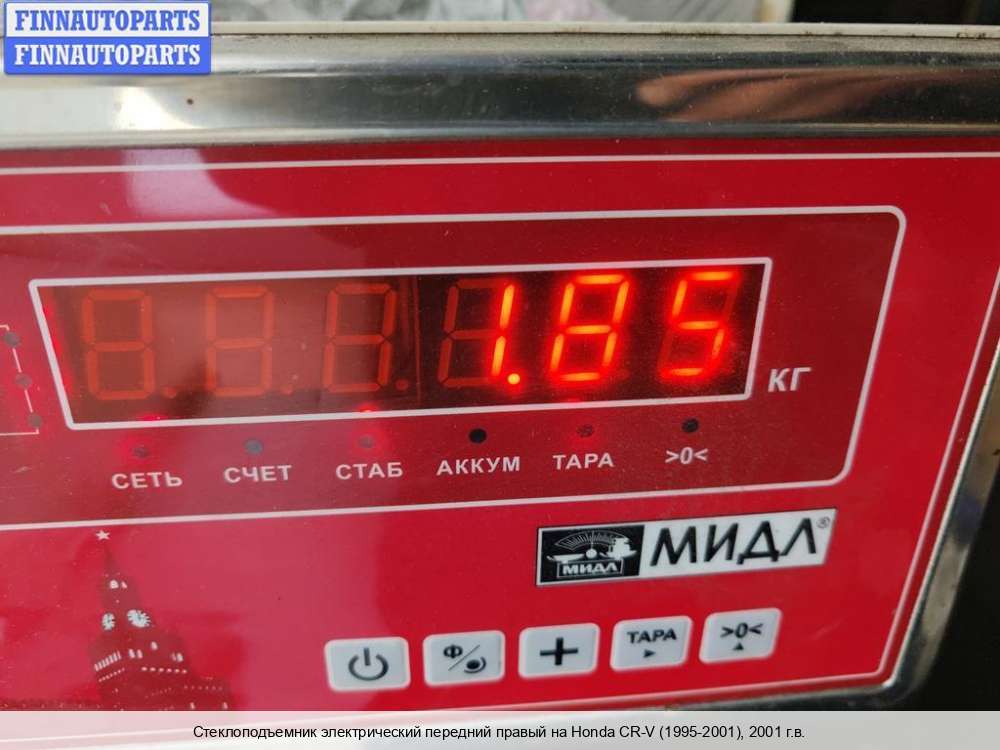 FINNAUTOPARTS
FINNAUTOPARTS
1.85
КГ
СЕТЬ СЧЕТ СТАБ АККУМ ТАРА >0<
МИДЛ МИДЛ®
Ф/ + ТАРА >0<
Стеклоподъемник электрический передний правый на Honda CR-V (1995-2001), 2001 г.в.